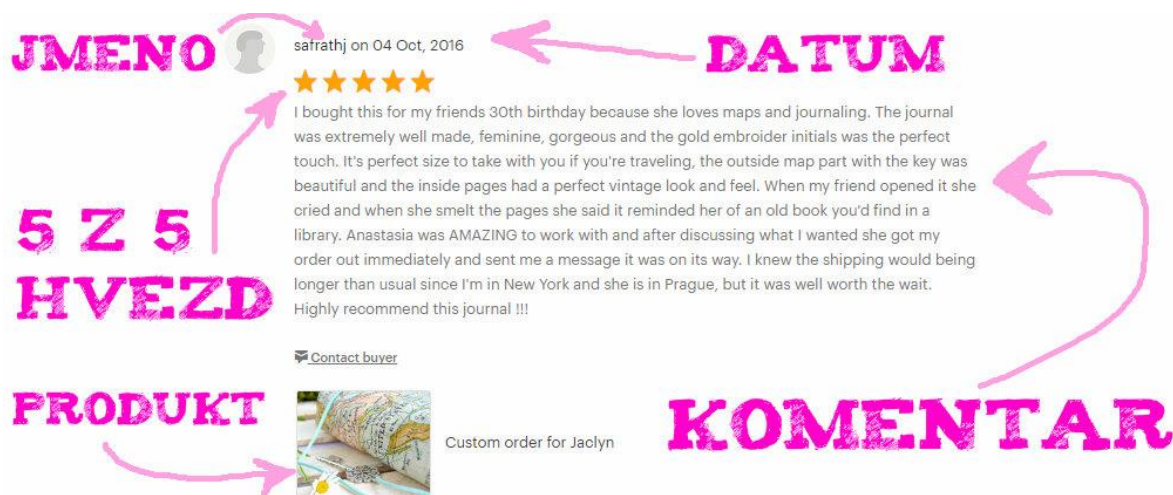 JMENO
safrathj on 04 Oct, 2016
DATUM
I bought this for my friends 30th birthday because she loves maps and journaling. The journal
was extremely well made, feminine, gorgeous and the gold embroider initials was the perfect
touch. It's perfect size to take with you if you're traveling, the outside map part with the key was
beautiful and the inside pages had a perfect vintage look and feel. When my friend opened it she
cried and when she smelt the pages she said it reminded her of an old book you'd find in a
library. Anastasia was AMAZING to work with and after discussing what I wanted she got my
order out immediately and sent me a message it was on its way. I knew the shipping would being
longer than usual since I'm in New York and she is in Prague, but it was well worth the wait.
Highly recommend this journal !!!
5 Z 5
HVEZD
Contact buyer
PRODUKT
Custom order for Jaclyn
KOMENTAR